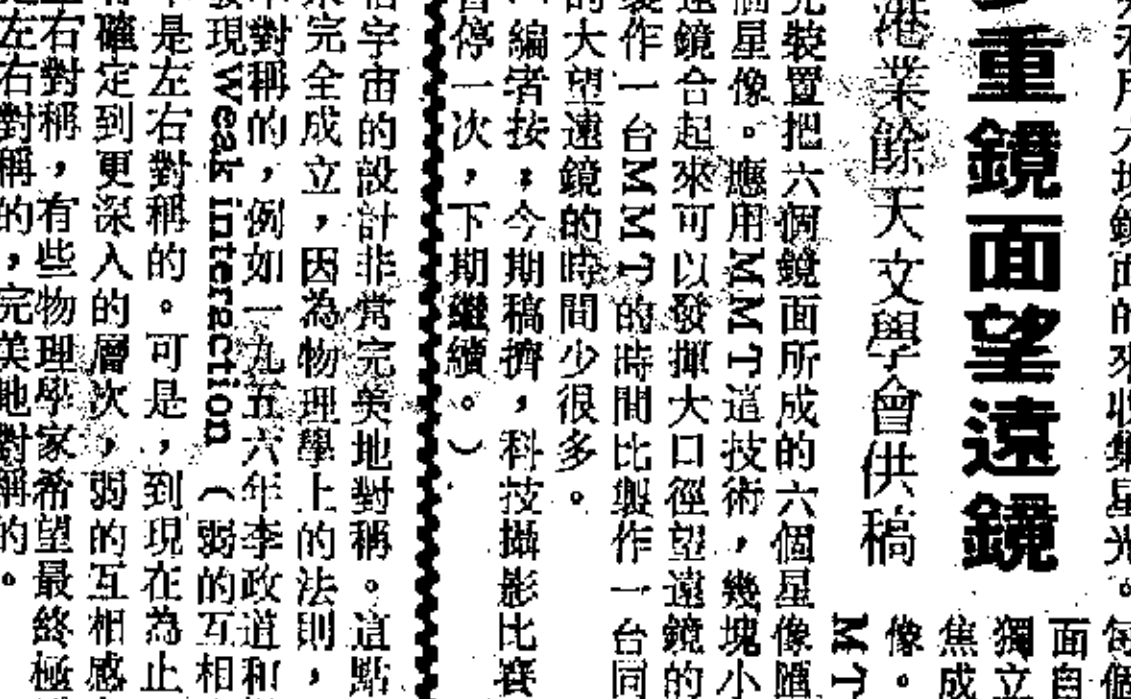 用六塊鏡面的來收集星光。每個
面自
獨立
焦成
像。
MT
重鏡面望遠鏡
港業餘天文學會供稿
裝置把六個鏡面所成的六個星像匯
個星像。應用MMT這技術，幾塊小
遠鏡合起來可以發揮大口徑望遠鏡的
製作一台MMT的時間比製作一台同
的大望遠鏡的時間少很多。
編者按：今期稿擠，科技攝影比賽
暫停一次，下期繼續。）
宇宙的設計非常完美地對稱。這點
完全成立，因為物理學上的法則，
對稱的，例如一九五六年李政道和
發現Weak interaction（弱的互相
是左右對稱的。可是，到現在為止
確定到更深入的層次，弱的互相感
左右對稱，有些物理學家希望最終極
左右對稱的，完美地對稱的。